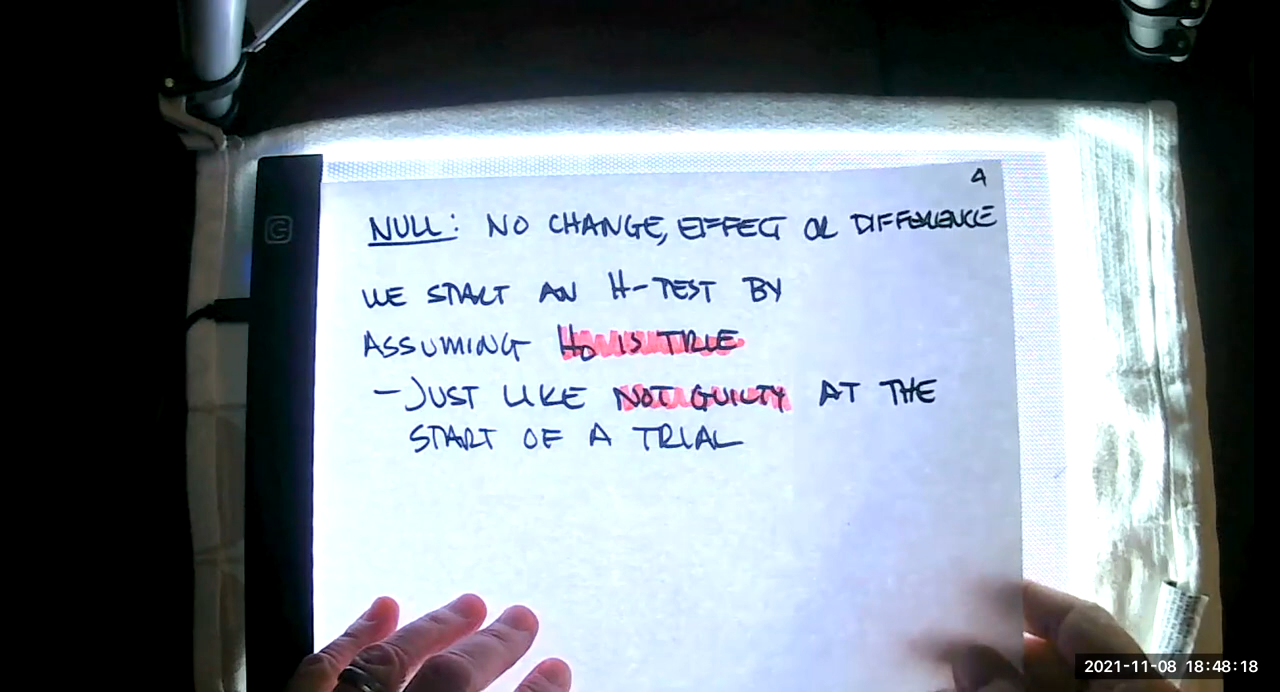 4
NULL: NO CHANGE, EFFECT OR DIFFERENCE
WE START AN H-TEST BY
ASSUMING H₀ IS TRUE
- JUST LIKE NOT GUILTY AT THE
START OF A TRIAL
2021-11-08 18:48:18